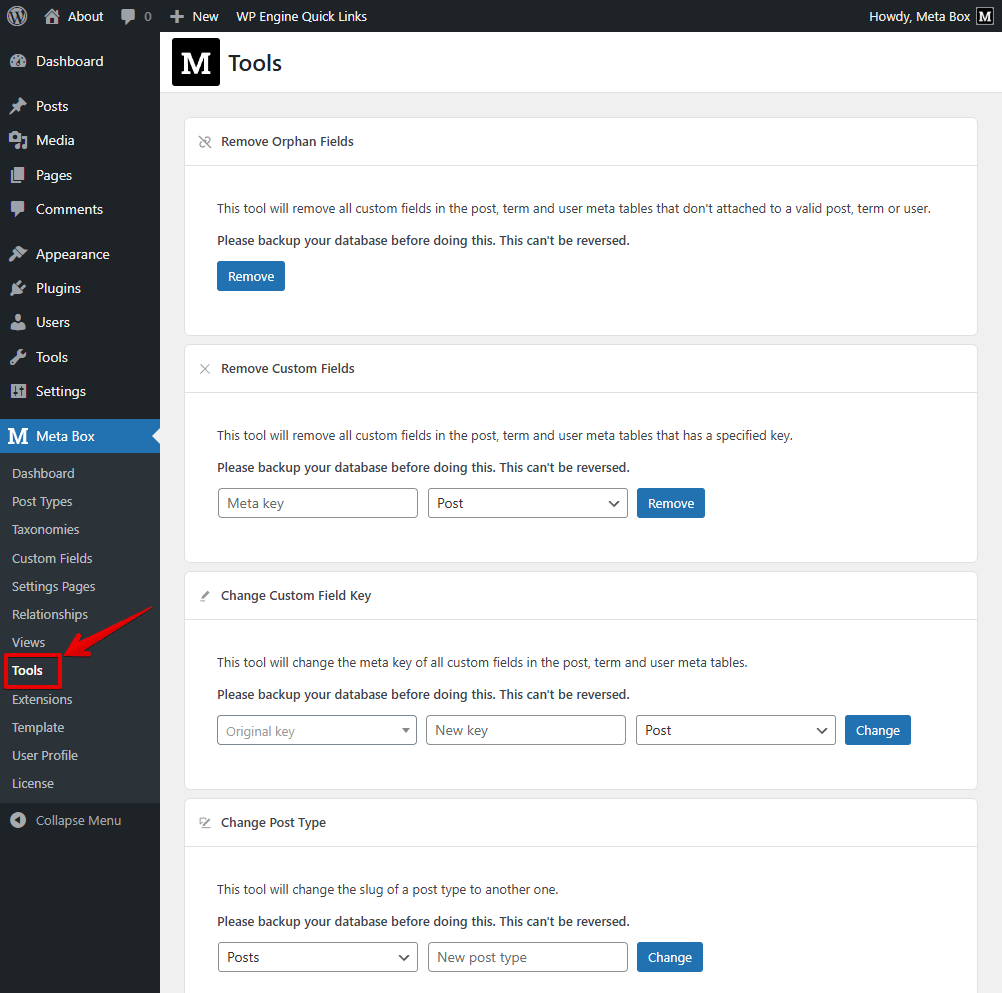 About 0 New WP Engine Quick Links Howdy, Meta Box M
Dashboard
Posts
Media
Pages
Comments
Appearance
Plugins
Users
Tools
Settings
M Meta Box
Dashboard
Post Types
Taxonomies
Custom Fields
Settings Pages
Relationships
Views
Tools
Extensions
Template
User Profile
License
Collapse Menu
M Tools
Remove Orphan Fields
This tool will remove all custom fields in the post, term and user meta tables that don't attached to a valid post, term or user.
Please backup your database before doing this. This can't be reversed.
Remove
Remove Custom Fields
This tool will remove all custom fields in the post, term and user meta tables that has a specified key.
Please backup your database before doing this. This can't be reversed.
Meta key Post Remove
Change Custom Field Key
This tool will change the meta key of all custom fields in the post, term and user meta tables.
Please backup your database before doing this. This can't be reversed.
Original key New key Post Change
Change Post Type
This tool will change the slug of a post type to another one.
Please backup your database before doing this. This can't be reversed.
Posts New post type Change